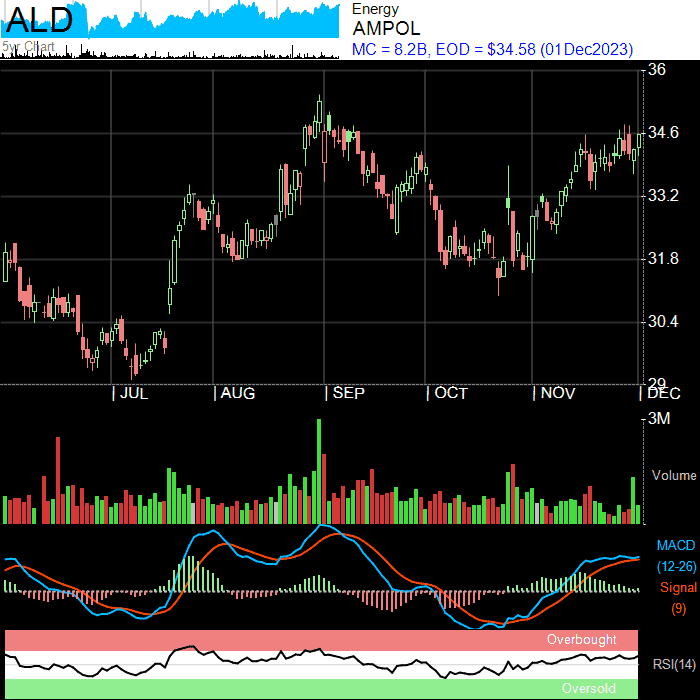 ALD
5yr Chart
Energy
AMPOL
MC = 8.2B, EOD = $34.58 (01Dec2023)
36
34.6
33.2
31.8
30.4
29
JUL
AUG
SEP
OCT
NOV
DEC
3M
Volume
MACD
(12-26)
Signal
(9)
Overbought
RSI(14)
Oversold